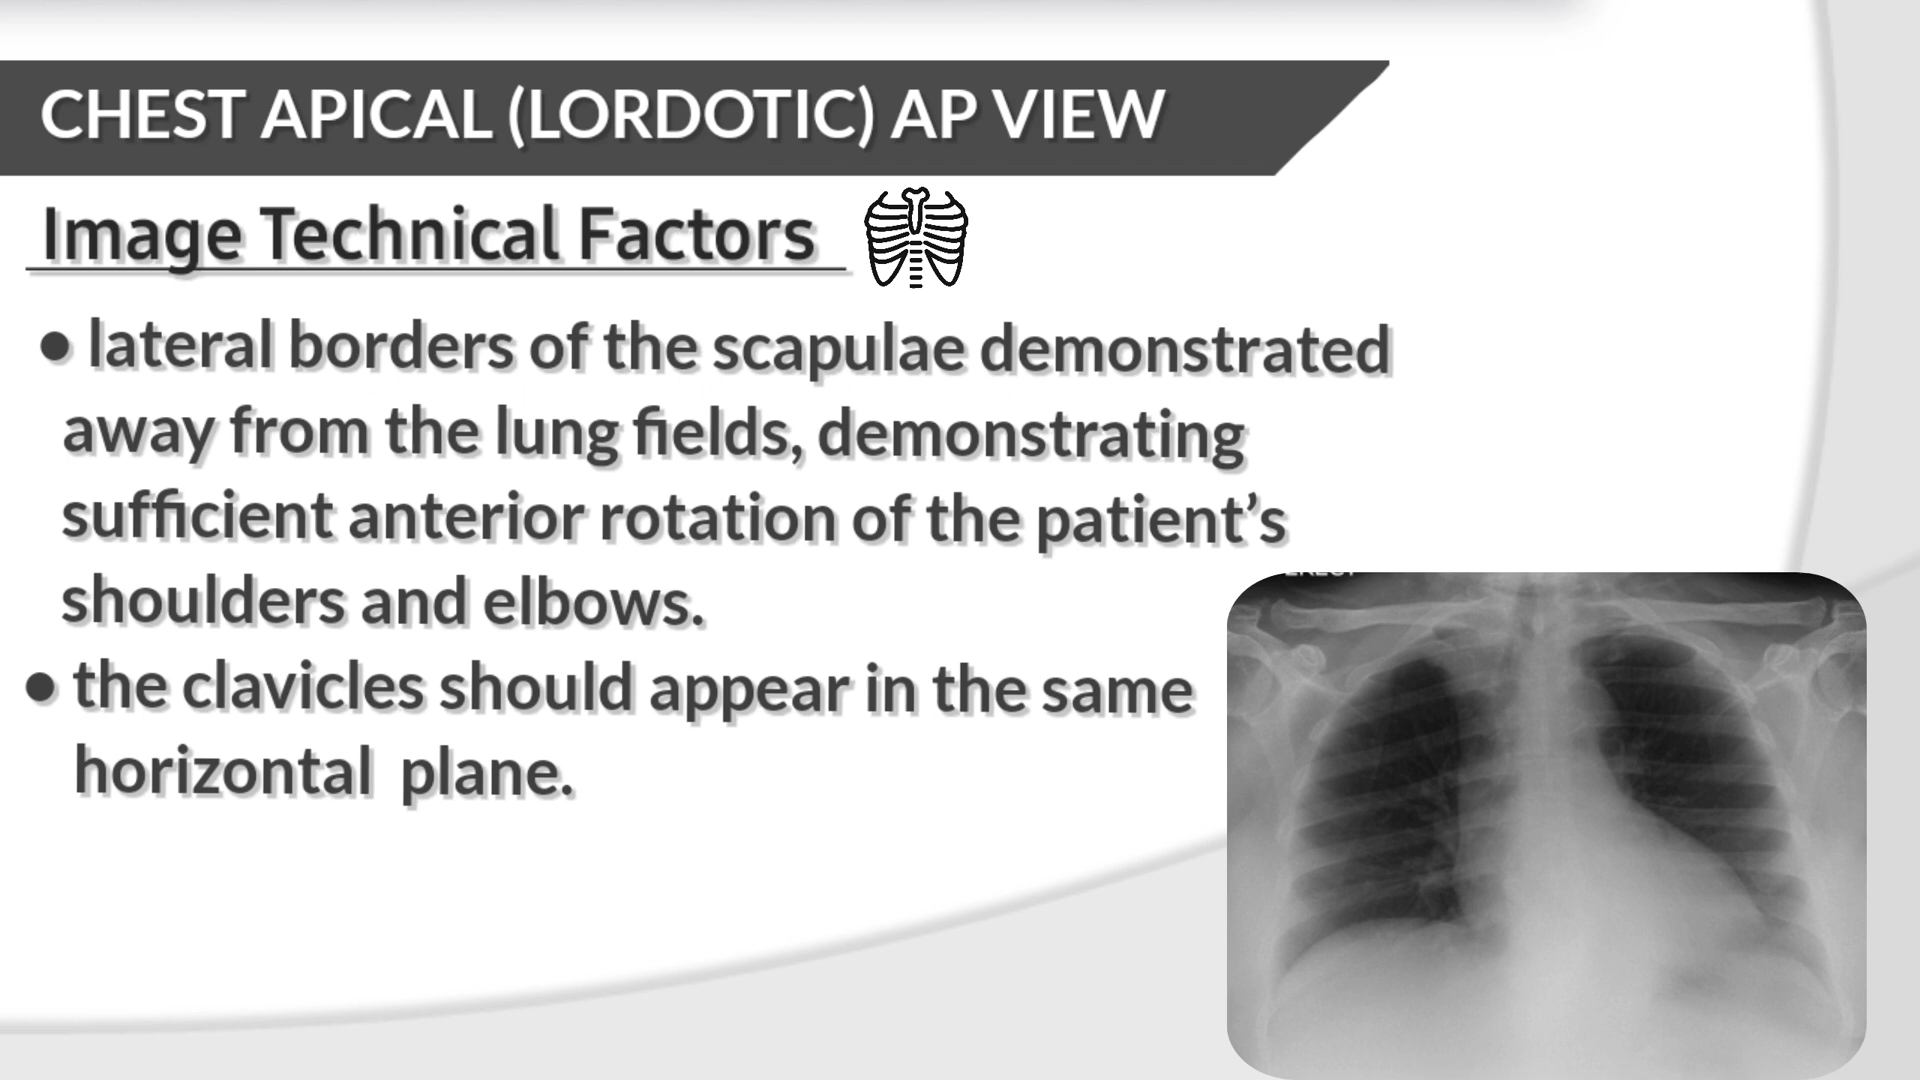 CHEST APICAL (LORDOTIC) AP VIEW
Image Technical Factors
• lateral borders of the scapulae demonstrated
away from the lung fields, demonstrating
sufficient anterior rotation of the patient’s
shoulders and elbows.
• the clavicles should appear in the same
horizontal plane.